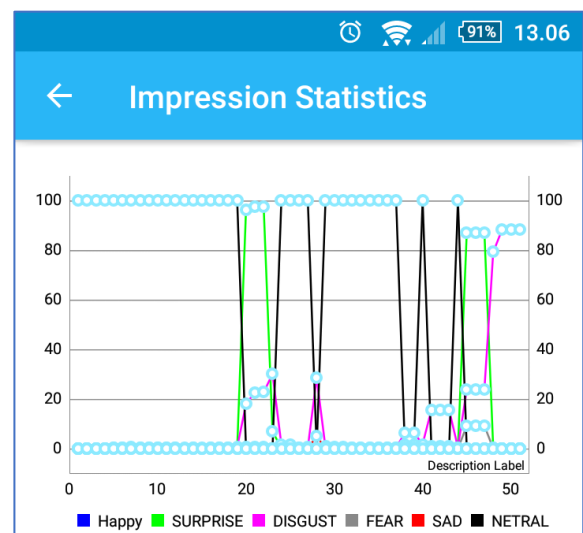 91% 13.06
Impression Statistics
100 100
80 80
60 60
40 40
20 20
0 0
Description Label
0 10 20 30 40 50
Happy SURPRISE DISGUST FEAR SAD NETRAL